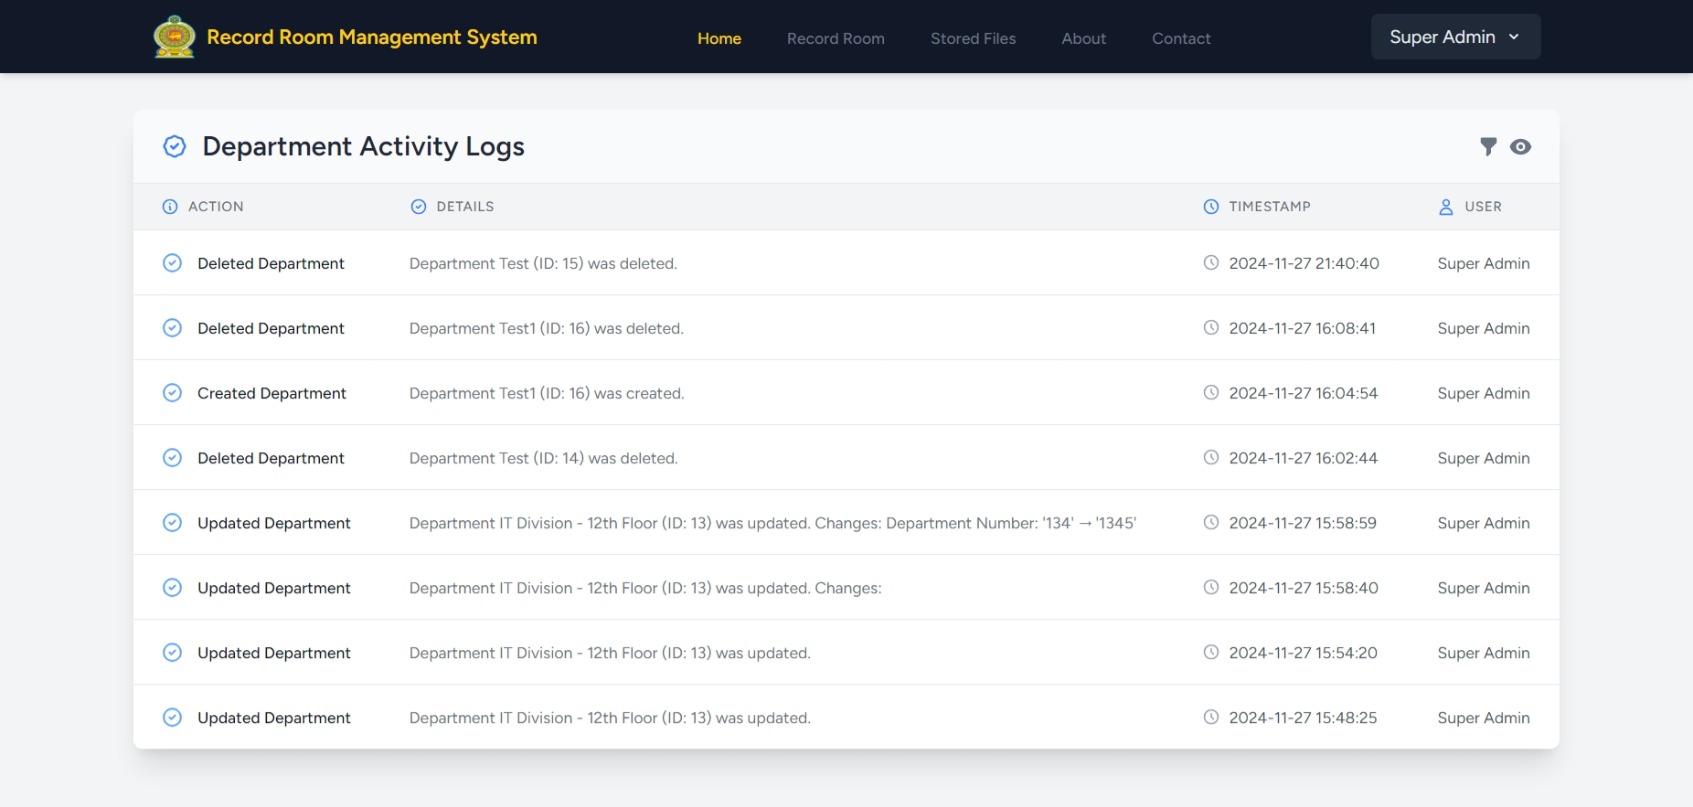 Record Room Management System Home Record Room Stored Files About Contact Super Admin
Department Activity Logs
ACTION DETAILS TIMESTAMP USER
Deleted Department Department Test (ID: 15) was deleted. 2024-11-27 21:40:40 Super Admin
Deleted Department Department Test1 (ID: 16) was deleted. 2024-11-27 16:08:41 Super Admin
Created Department Department Test1 (ID: 16) was created. 2024-11-27 16:04:54 Super Admin
Deleted Department Department Test (ID: 14) was deleted. 2024-11-27 16:02:44 Super Admin
Updated Department Department IT Division - 12th Floor (ID: 13) was updated. Changes: Department Number: '134' → '1345' 2024-11-27 15:58:59 Super Admin
Updated Department Department IT Division - 12th Floor (ID: 13) was updated. Changes: 2024-11-27 15:58:40 Super Admin
Updated Department Department IT Division - 12th Floor (ID: 13) was updated. 2024-11-27 15:54:20 Super Admin
Updated Department Department IT Division - 12th Floor (ID: 13) was updated. 2024-11-27 15:48:25 Super Admin